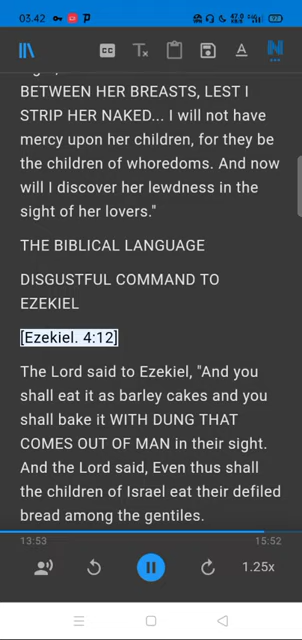 03.42
22
BETWEEN HER BREASTS, LEST I
STRIP HER NAKED... I will not have
mercy upon her children, for they be
the children of whoredoms. And now
will I discover her lewdness in the
sight of her lovers."
THE BIBLICAL LANGUAGE
DISGUSTFUL COMMAND TO
EZEKIEL
[Ezekiel. 4:12]
The Lord said to Ezekiel, "And you
shall eat it as barley cakes and you
shall bake it WITH DUNG THAT
COMES OUT OF MAN in their sight.
And the Lord said, Even thus shall
the children of Israel eat their defiled
bread among the gentiles.
13:53
15:52
1.25x